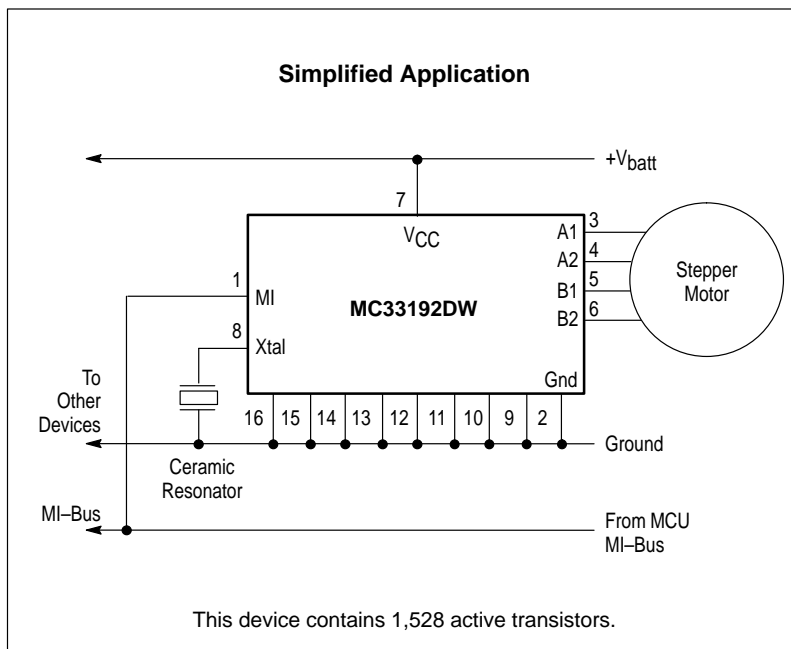 Simplified Application
+Vbatt
7
VCC
3
A1
4
A2
5
B1
6
B2
Stepper
Motor
1
MI
MC33192DW
8
Xtal
Gnd
To
Other
Devices
16 15 14 13 12 11 10 9 2
Ground
Ceramic
Resonator
MI–Bus
From MCU
MI–Bus
This device contains 1,528 active transistors.